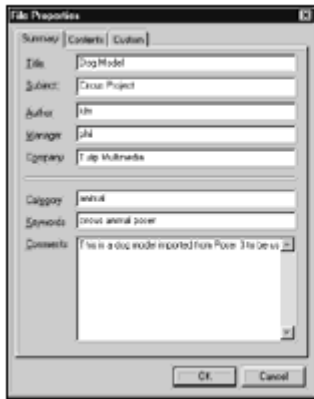 File Properties
Summary Contents Custom
Title: Dog Model
Subject: Circus Project
Author:
Manager: phil
Company: Tulip Multimedia
Category: animal
Keywords: circus animal poser
Comments: This is a dog model imported from Poser 3 to be us
OK Cancel